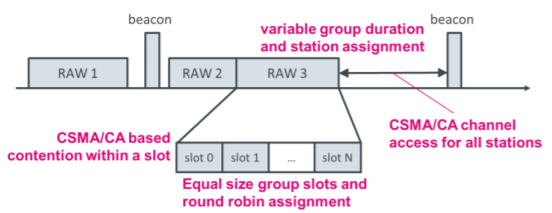 beacon
variable group duration
and station assignment
beacon
RAW 1
RAW 2
RAW 3
CSMA/CA based
contention within a slot
CSMA/CA channel
access for all stations
slot 0
slot 1
...
slot N
Equal size group slots and
round robin assignment